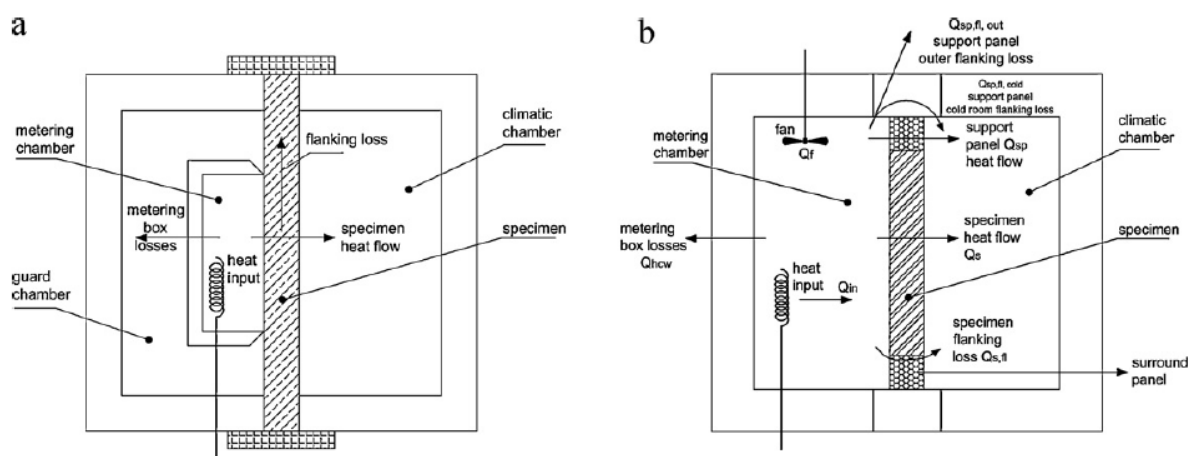 a
metering
chamber
flanking loss
climatic
chamber
metering
box
losses
specimen
heat flow
specimen
heat
input
guard
chamber
b
Qsp,fl, out
support panel
outer flanking loss
Qsp,fl, cold
support panel
cold room flanking loss
metering
chamber
fan
Qf
support
panel Qsp
heat flow
climatic
chamber
metering
box losses
Qhcw
specimen
heat flow
Qs
specimen
heat
input
Qin
specimen
flanking
loss Qs,fl
surround
panel